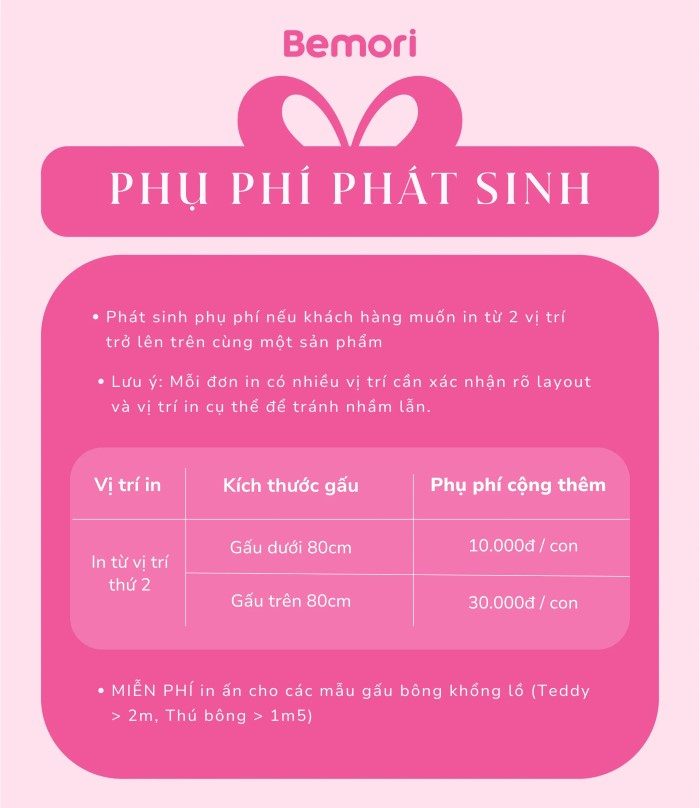 Bemori
PHỤ PHÍ PHÁT SINH
• Phát sinh phụ phí nếu khách hàng muốn in từ 2 vị trí
trở lên trên cùng một sản phẩm
• Lưu ý: Mỗi đơn in có nhiều vị trí cần xác nhận rõ layout
và vị trí in cụ thể để tránh nhầm lẫn.
Vị trí in
Kích thước gấu
Phụ phí cộng thêm
In từ vị trí
thứ 2
Gấu dưới 80cm
10.000đ / con
Gấu trên 80cm
30.000đ / con
• MIỄN PHÍ in ấn cho các mẫu gấu bông khổng lồ (Teddy
> 2m, Thú bông > 1m5)